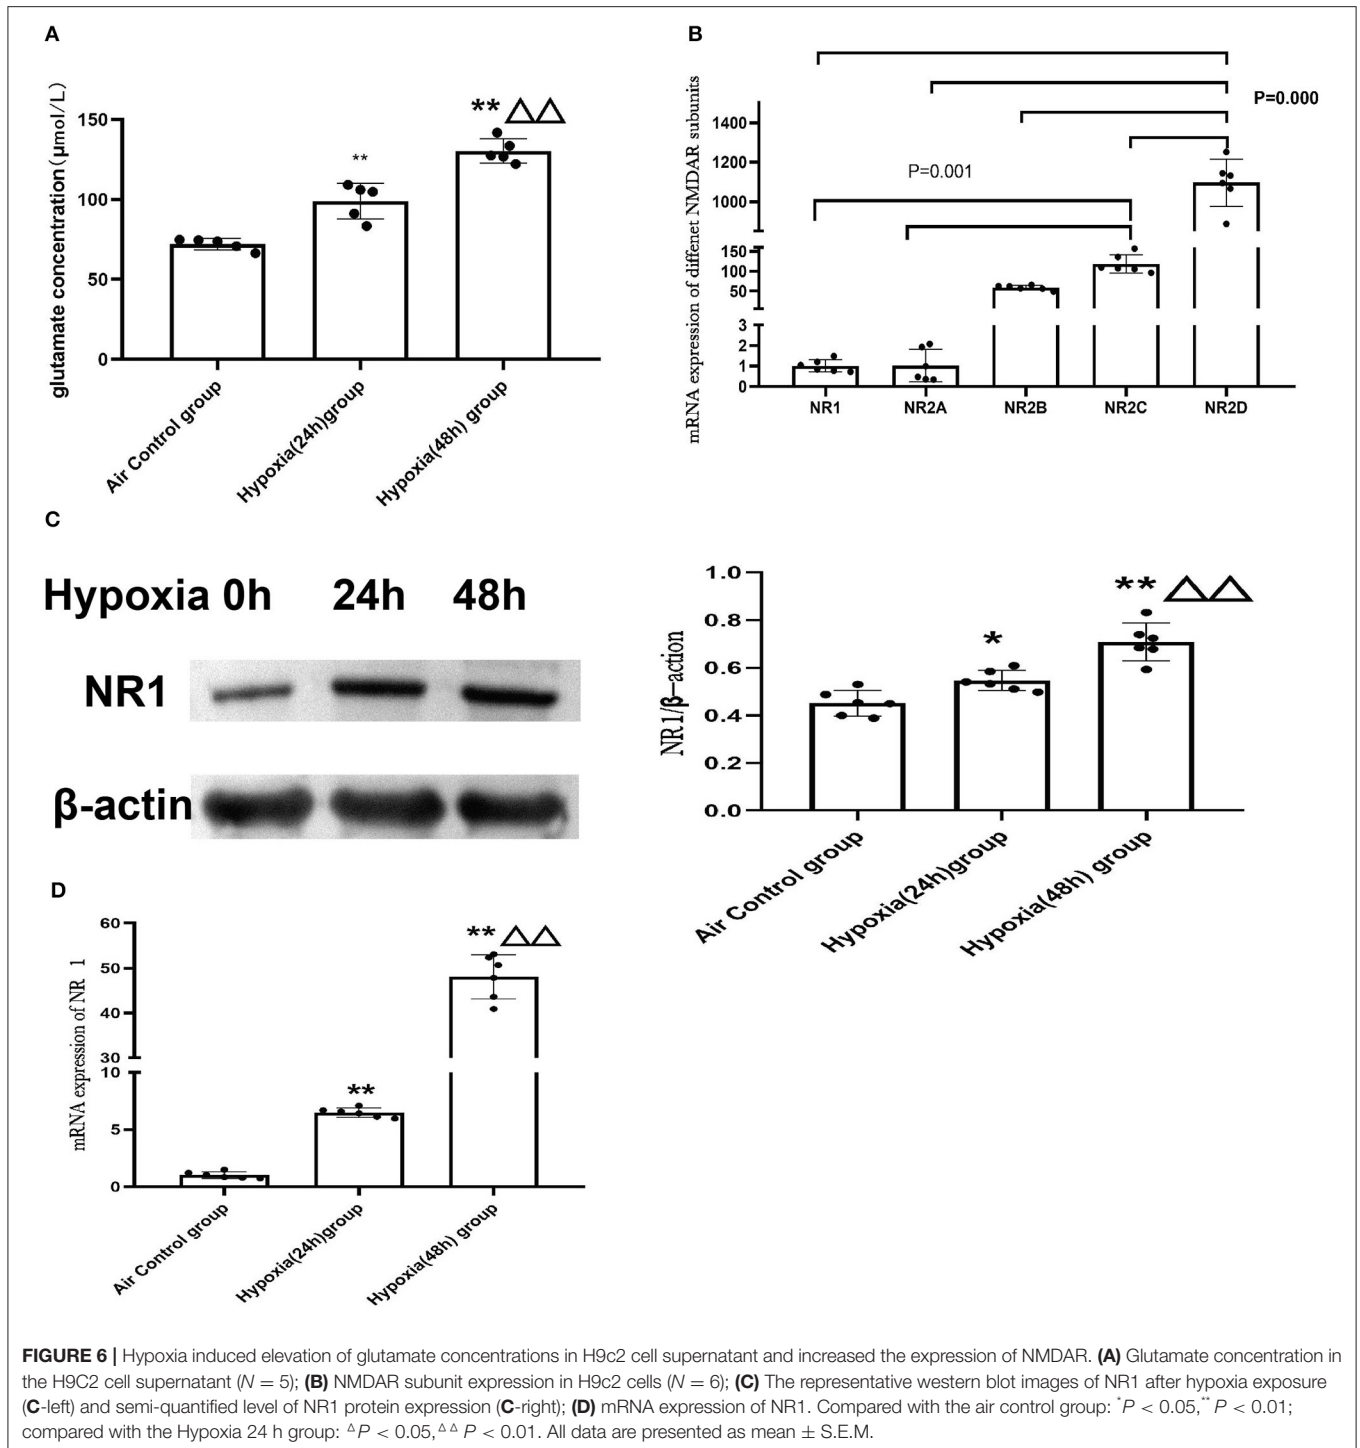 A
glutamate concentration (μmol/L)
150
100
50
0
**
** △△
Air Control group
Hypoxia(24h)group
Hypoxia(48h) group
B
mRNA expression of diffenet NMDAR subunits
1400
1200
1000
150
100
50
3
2
1
0
P=0.001
P=0.000
NR1 NR2A NR2B NR2C NR2D
C
Hypoxia 0h 24h 48h
NR1
β-actin
NR1/β-action
1.0
0.8
0.6
0.4
0.2
0.0
*
** △△
Air Control group
Hypoxia(24h)group
Hypoxia(48h) group
D
mRNA expression of NR 1
60
50
40
30
10
5
0
**
** △△
Air Control group
Hypoxia(24h)group
Hypoxia(48h) group
FIGURE 6 | Hypoxia induced elevation of glutamate concentrations in H9c2 cell supernatant and increased the expression of NMDAR. (A) Glutamate concentration in
the H9C2 cell supernatant (N = 5); (B) NMDAR subunit expression in H9c2 cells (N = 6); (C) The representative western blot images of NR1 after hypoxia exposure
(C-left) and semi-quantified level of NR1 protein expression (C-right); (D) mRNA expression of NR1. Compared with the air control group: *P < 0.05,** P < 0.01;
compared with the Hypoxia 24 h group: △P < 0.05,△△ P < 0.01. All data are presented as mean ± S.E.M.